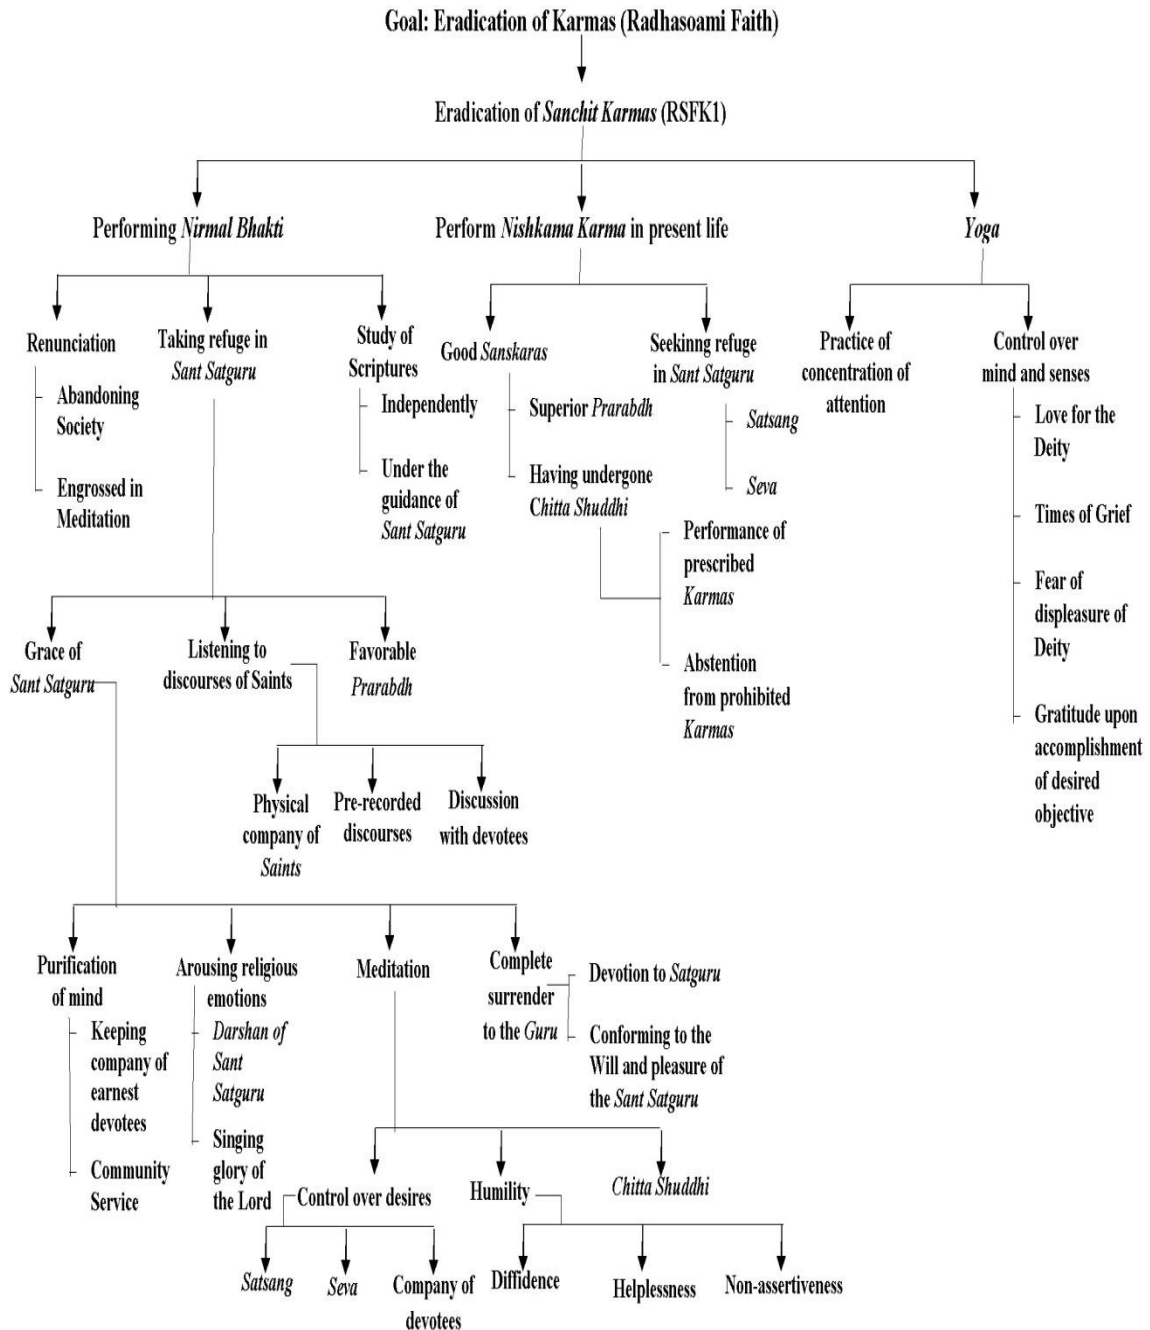 Goal: Eradication of Karmas (Radhasoami Faith)
Eradication of Sanchit Karmas (RSFK1)
Performing Nirmal Bhakti
Perform Nishkama Karma in present life
Yoga
Renunciation
Abandoning
Society
Engrossed in
Meditation
Taking refuge in
Sant Satguru
Study of
Scriptures
Independently
Under the
guidance of
Sant Satguru
Good Sanskaras
Superior Prarabdh
Having undergone
Chitta Shuddhi
Performance of
prescribed
Karmas
Abstention
from prohibited
Karmas
Seekinng refuge
in Sant Satguru
Satsang
Seva
Practice of
concentration of
attention
Control over
mind and senses
Love for the
Deity
Times of Grief
Fear of
displeasure of
Deity
Gratitude upon
accomplishment
of desired
objective
Grace of
Sant Satguru
Listening to
discourses of Saints
Favorable
Prarabdh
Physical
company of
Saints
Pre-recorded
discourses
Discussion
with devotees
Purification
of mind
Keeping
company of
earnest
devotees
Community
Service
Arousing religious
emotions
Darshan of
Sant
Satguru
Singing
glory of
the Lord
Meditation
Complete
surrender
to the Guru
Devotion to Satguru
Conforming to the
Will and pleasure of
the Sant Satguru
Control over desires
Humility
Chitta Shuddhi
Satsang
Seva
Company of
devotees
Diffidence
Helplessness
Non-assertiveness